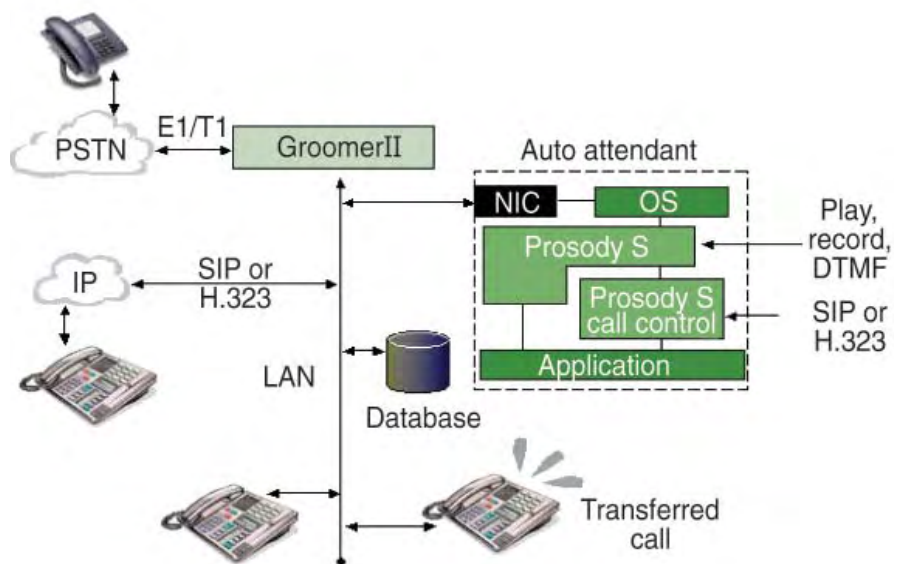 E1/T1
PSTN
GroomerII
Auto attendant
NIC
OS
Play,
record,
DTMF
Prosody S
IP
SIP or
H.323
Prosody S
call control
SIP or
H.323
LAN
Application
Database
Transferred
call